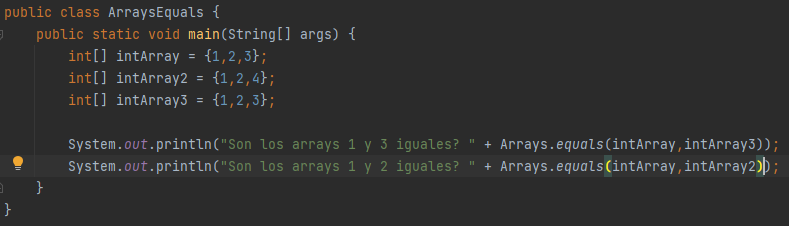 public class ArraysEquals {
    public static void main(String[] args) {
        int[] intArray = {1,2,3};
        int[] intArray2 = {1,2,4};
        int[] intArray3 = {1,2,3};

        System.out.println("Son los arrays 1 y 3 iguales? " + Arrays.equals(intArray,intArray3));
        System.out.println("Son los arrays 1 y 2 iguales? " + Arrays.equals(intArray,intArray2));
    }
}